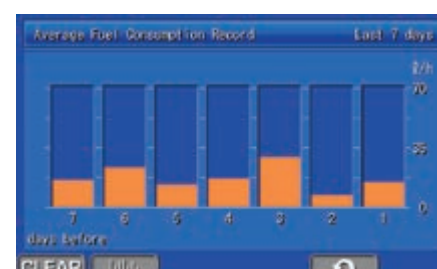 Average Fuel Consumption Record Last 7 days
ℓ/h
70
35
0
7 6 5 4 3 2 1
days before
CLEAR